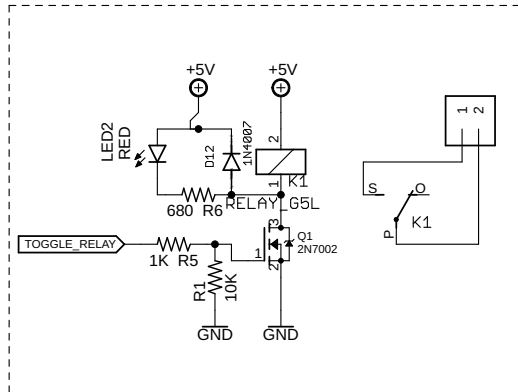 +5V
+5V
LED2
RED
D12
1N4007
2
1
K1
680 R6
RELAY_G5L
1 2
S
O
P
K1
TOGGLE_RELAY
1K R5
R1
10K
3
1
2
Q1
2N7002
GND
GND